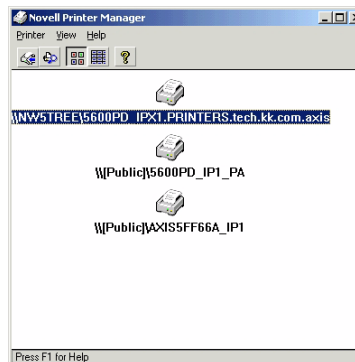 Novell Printer Manager
Printer View Help
\\NW5TREE\5600PD_IPX1.PRINTERS.tech.kk.com.axis
\\[Public]\5600PD_IP1_PA
\\[Public]\AXIS5FF66A_IP1
Press F1 for Help